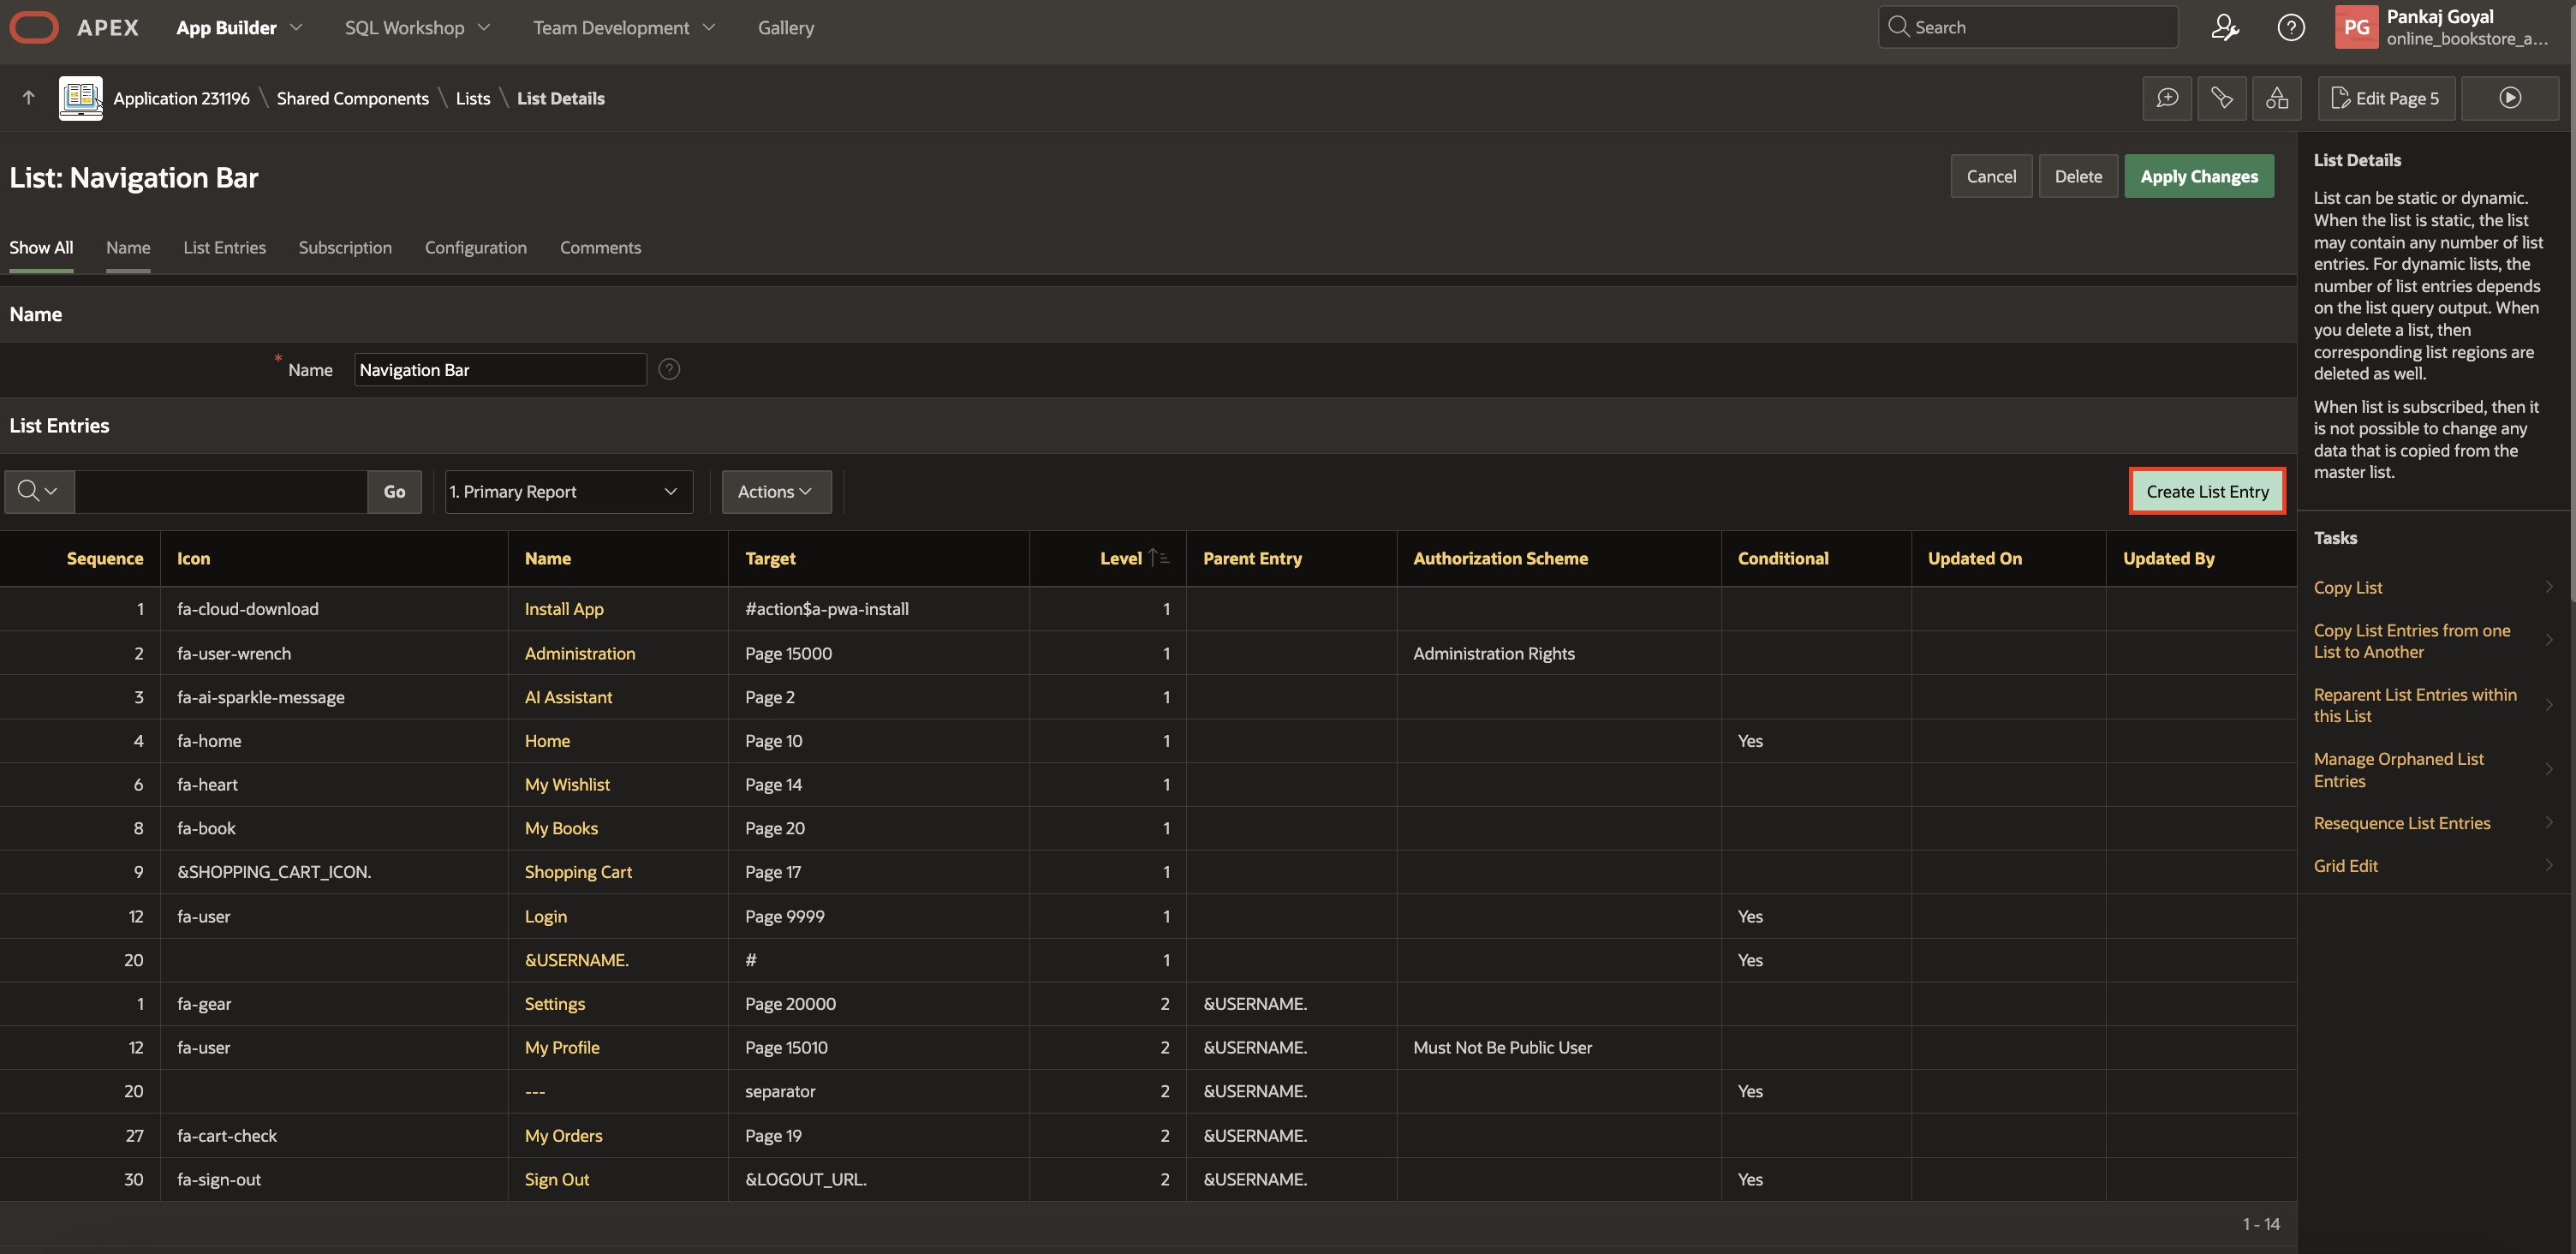 APEX App Builder SQL Workshop Team Development Gallery Search PG Pankaj Goyal
online_bookstore_a...
Application 231196 \ Shared Components \ Lists \ List Details Edit Page 5
List: Navigation Bar Cancel Delete Apply Changes
Show All Name List Entries Subscription Configuration Comments
Name
* Name Navigation Bar
List Entries
Go 1. Primary Report Actions Create List Entry
Sequence Icon Name Target Level Parent Entry Authorization Scheme Conditional Updated On Updated By
1 fa-cloud-download Install App #action$a-pwa-install 1
2 fa-user-wrench Administration Page 15000 1 Administration Rights
3 fa-ai-sparkle-message AI Assistant Page 2 1
4 fa-home Home Page 10 1 Yes
6 fa-heart My Wishlist Page 14 1
8 fa-book My Books Page 20 1
9 &SHOPPING_CART_ICON. Shopping Cart Page 17 1
12 fa-user Login Page 9999 1 Yes
20 &USERNAME. # 1 Yes
1 fa-gear Settings Page 20000 2 &USERNAME.
12 fa-user My Profile Page 15010 2 &USERNAME. Must Not Be Public User
20 --- separator 2 &USERNAME. Yes
27 fa-cart-check My Orders Page 19 2 &USERNAME.
30 fa-sign-out Sign Out &LOGOUT_URL. 2 &USERNAME. Yes
1 - 14
List Details
List can be static or dynamic.
When the list is static, the list
may contain any number of list
entries. For dynamic lists, the
number of list entries depends
on the list query output. When
you delete a list, then
corresponding list regions are
deleted as well.
When list is subscribed, then it
is not possible to change any
data that is copied from the
master list.
Tasks
Copy List
Copy List Entries from one
List to Another
Reparent List Entries within
this List
Manage Orphaned List
Entries
Resequence List Entries
Grid Edit